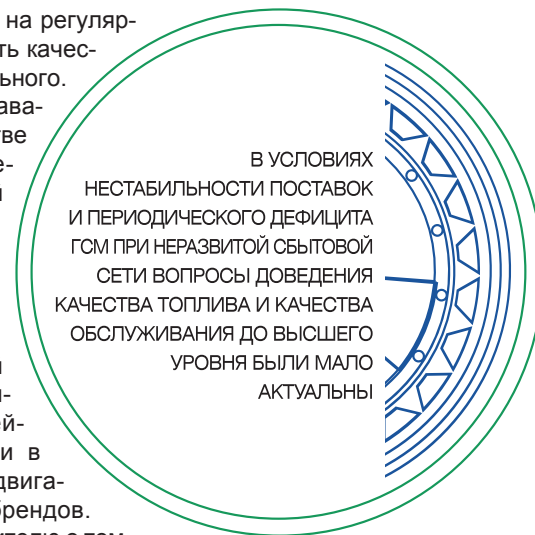 на регуляр-
ть качес-
льного.
ава-
тве
е-
й
В УСЛОВИЯХ
НЕСТАБИЛЬНОСТИ ПОСТАВОК
И ПЕРИОДИЧЕСКОГО ДЕФИЦИТА
ГСМ ПРИ НЕРАЗВИТОЙ СБЫТОВОЙ
СЕТИ ВОПРОСЫ ДОВЕДЕНИЯ
КАЧЕСТВА ТОПЛИВА И КАЧЕСТВА
ОБСЛУЖИВАНИЯ ДО ВЫСШЕГО
УРОВНЯ БЫЛИ МАЛО
АКТУАЛЬНЫ
ей-
и в
двига-
брендов.